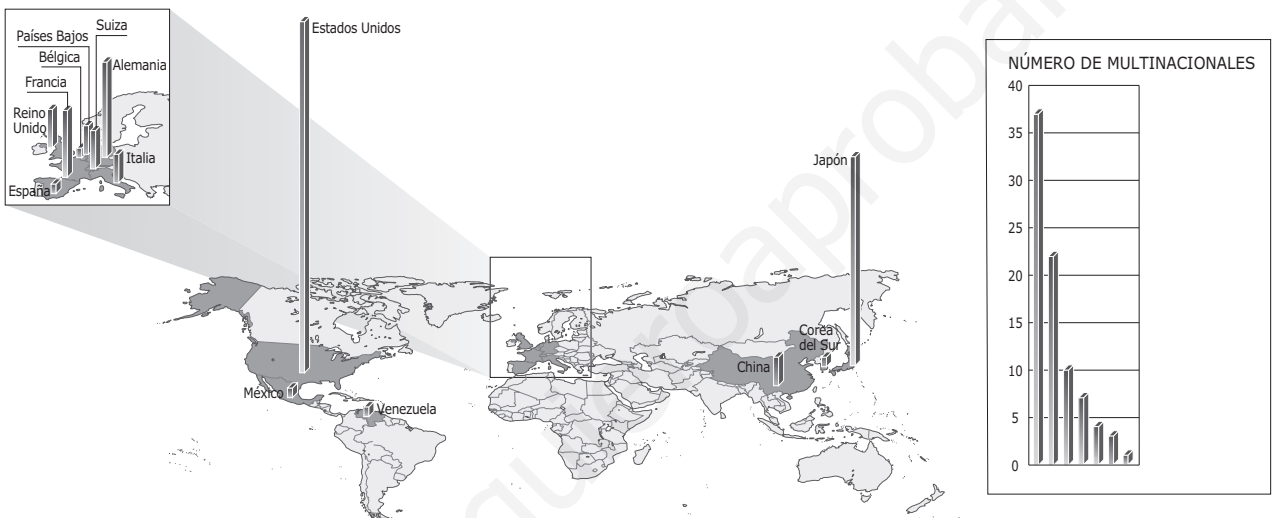 Suiza
Países Bajos
Bélgica
Alemania
Francia
Reino
Unido
Italia
España
Estados Unidos
Japón
Corea
del Sur
China
México
Venezuela
NÚMERO DE MULTINACIONALES
40
35
30
25
20
15
10
5
0